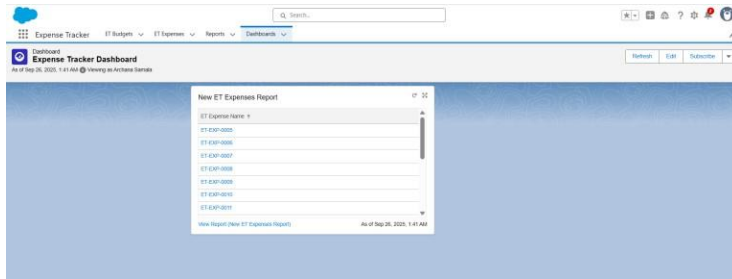 Search...
Expense Tracker ET Budgets ET Expenses Reports Dashboards
Dashboard
Expense Tracker Dashboard
As of Sep 26, 2025, 1:41 AM Viewing as Archana Samala
Refresh Edit Subscribe
New ET Expenses Report
ET Expense Name ↑
ET-EXP-0005
ET-EXP-0006
ET-EXP-0007
ET-EXP-0008
ET-EXP-0009
ET-EXP-0010
ET-EXP-0011
View Report (New ET Expenses Report) As of Sep 26, 2025, 1:41 AM